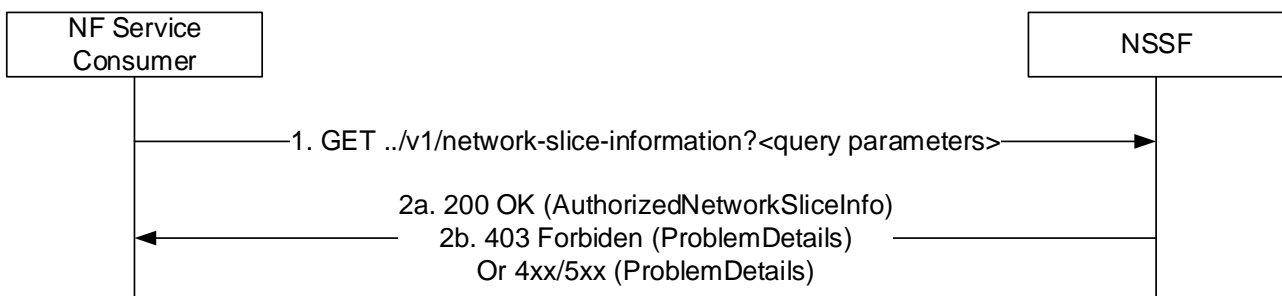 NF Service
Consumer
NSSF
1. GET ../v1/network-slice-information?<query parameters>
2a. 200 OK (AuthorizedNetworkSliceInfo)
2b. 403 Forbiden (ProblemDetails)
Or 4xx/5xx (ProblemDetails)